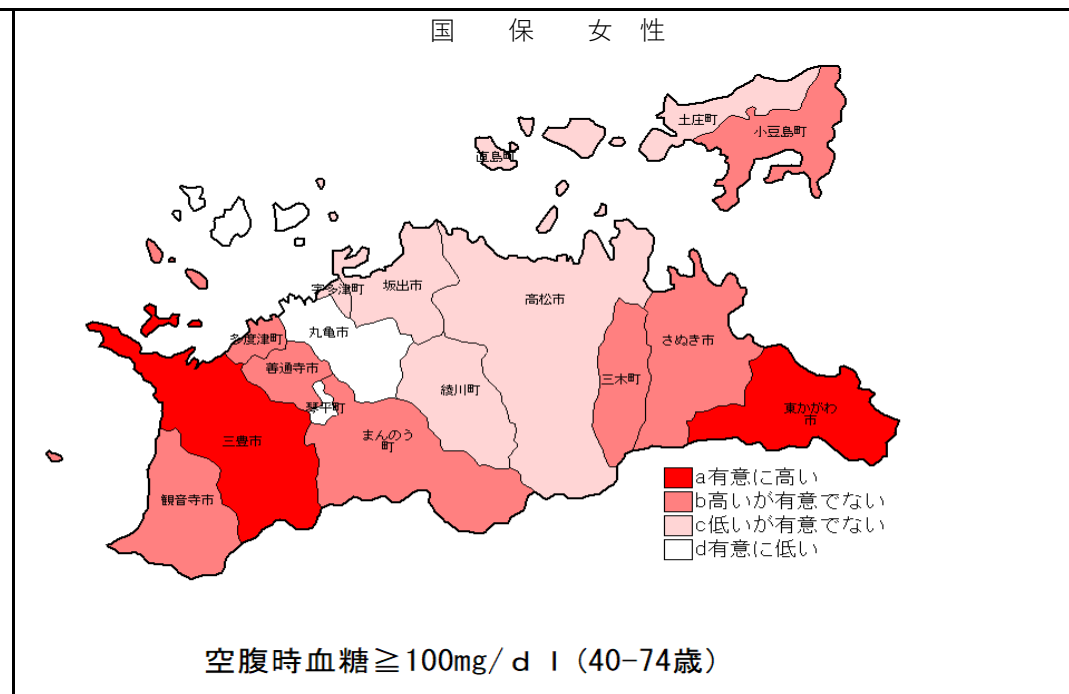 国 保 女 性
土庄町
小豆島町
直島町
宇多津町
坂出市
高松市
丸亀市
多度津町
さぬき市
善通寺市
三木町
綾川町
琴平町
東かがわ
市
まんのう
町
三豊市
観音寺市
a有意に高い
b高いが有意でない
c低いが有意でない
d有意に低い
空腹時血糖≧100mg/ｄｌ(40-74歳)